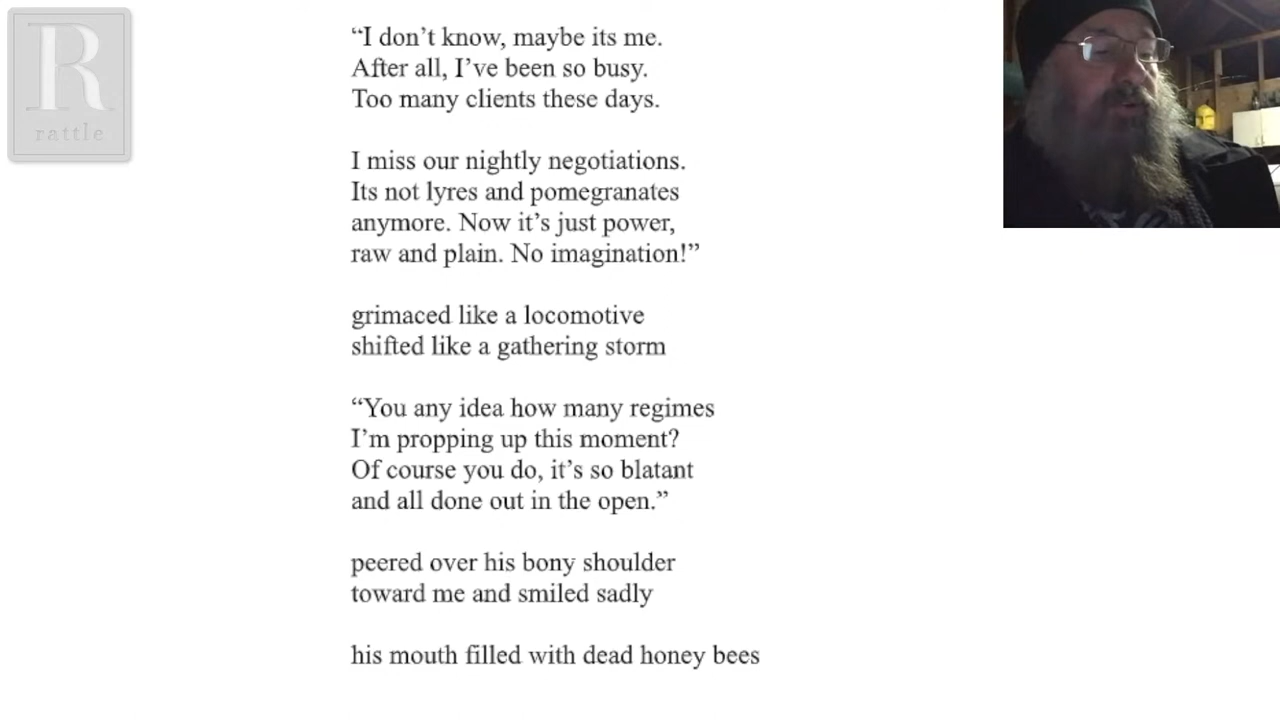 R
rattle
“I don’t know, maybe its me.
After all, I’ve been so busy.
Too many clients these days.
I miss our nightly negotiations.
Its not lyres and pomegranates
anymore. Now it’s just power,
raw and plain. No imagination!”
grimaced like a locomotive
shifted like a gathering storm
“You any idea how many regimes
I’m propping up this moment?
Of course you do, it’s so blatant
and all done out in the open.”
peered over his bony shoulder
toward me and smiled sadly
his mouth filled with dead honey bees